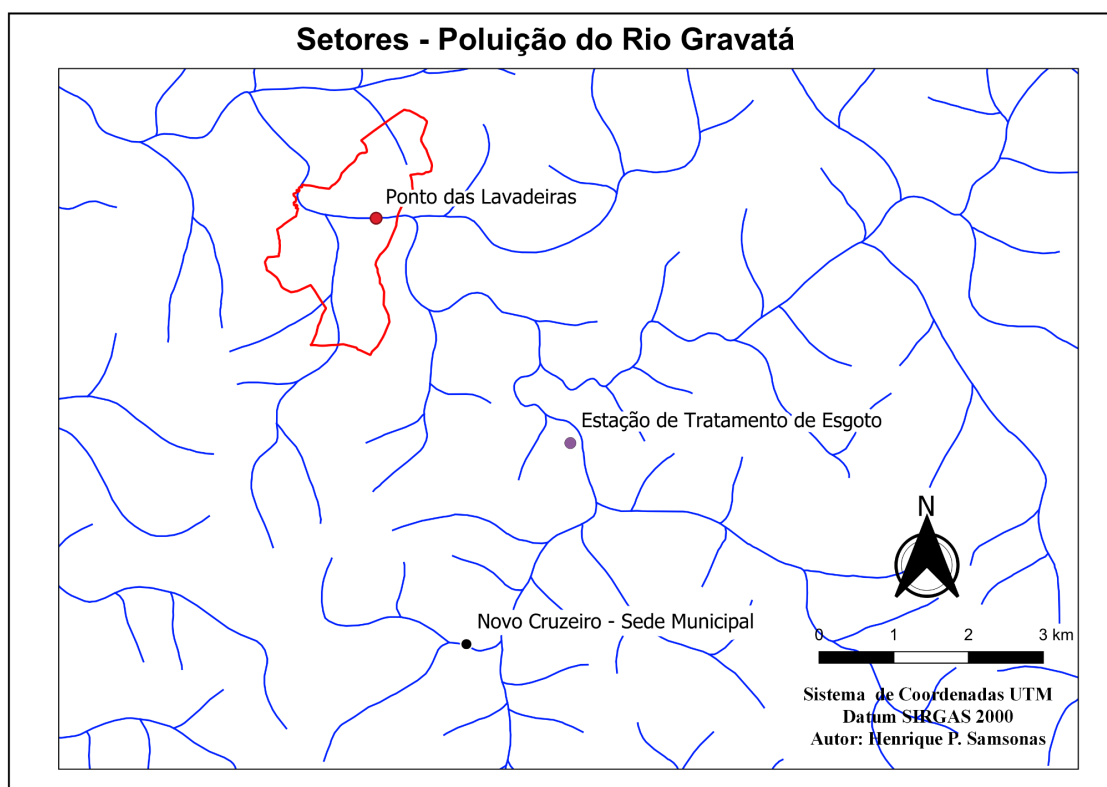 Setores - Poluição do Rio Gravatá
Ponto das Lavadeiras
Estação de Tratamento de Esgoto
N
Novo Cruzeiro - Sede Municipal
0 1 2 3 km
Sistema de Coordenadas UTM
Datum SIRGAS 2000
Autor: Henrique P. Samsonas